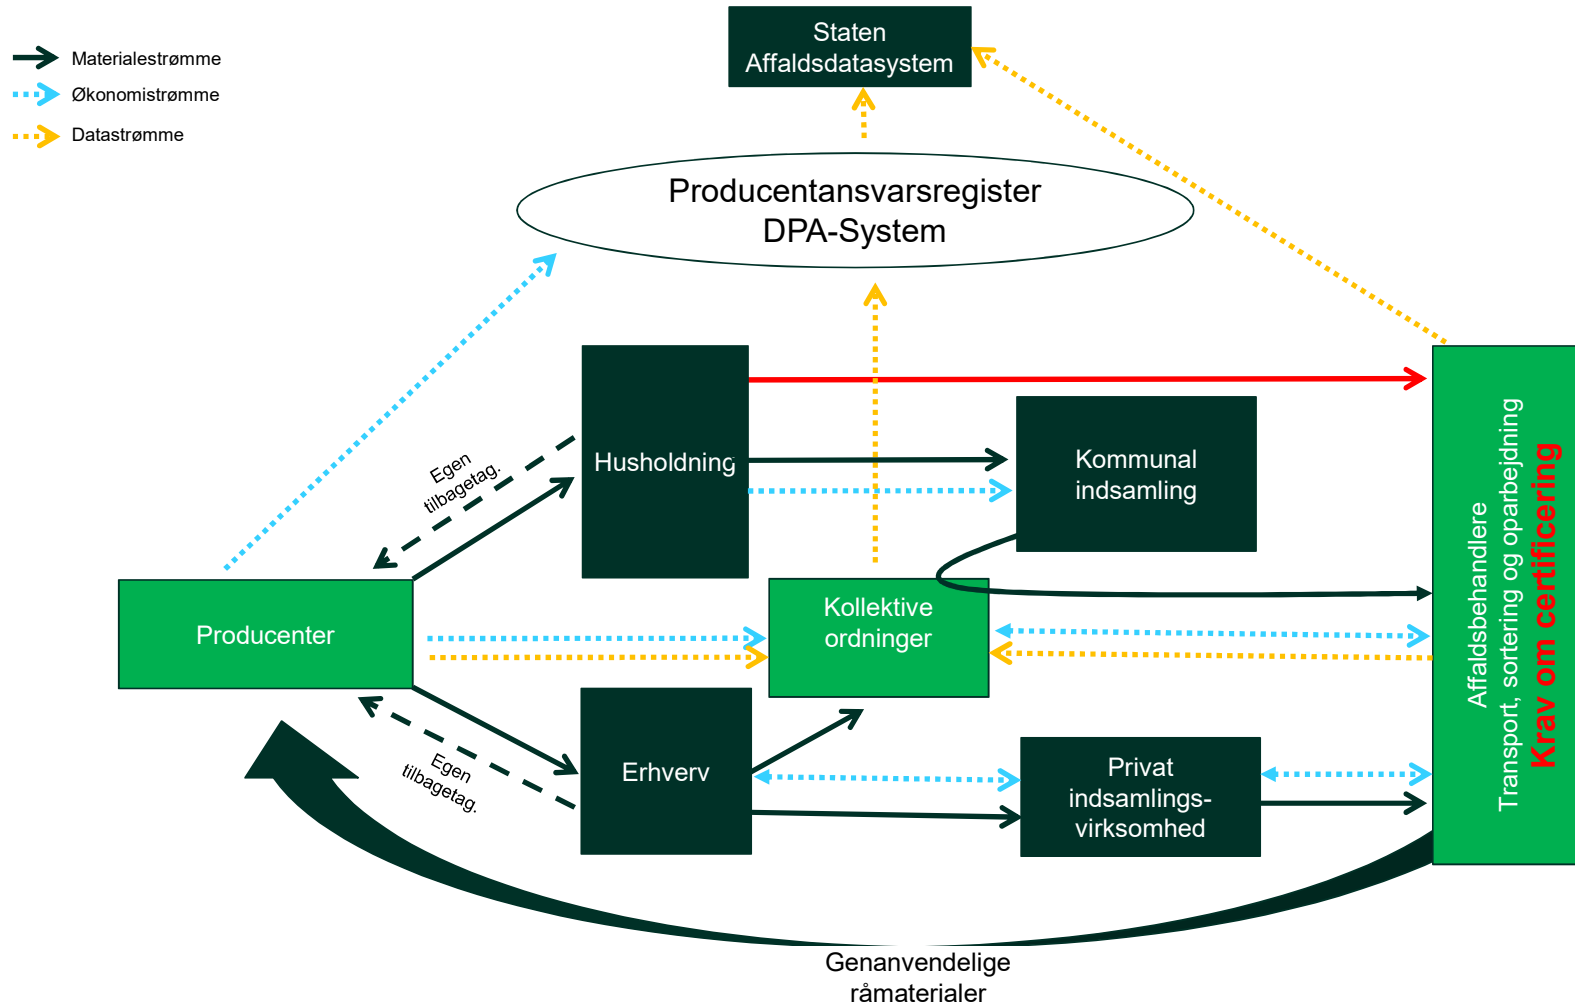 Staten
Affaldsdatasystem
Materialestrømme
Økonomistrømme
Datastrømme
Producentansvarsregister
DPA-System
Husholdning
Kommunal
indsamling
Egen
tilbagetag.
Producenter
Kollektive
ordninger
Egen
tilbagetag.
Erhverv
Privat
indsamlings-
virksomhed
Affaldsbehandlere
Transport, sortering og oparbejdning
Krav om certificering
Genanvendelige
råmaterialer